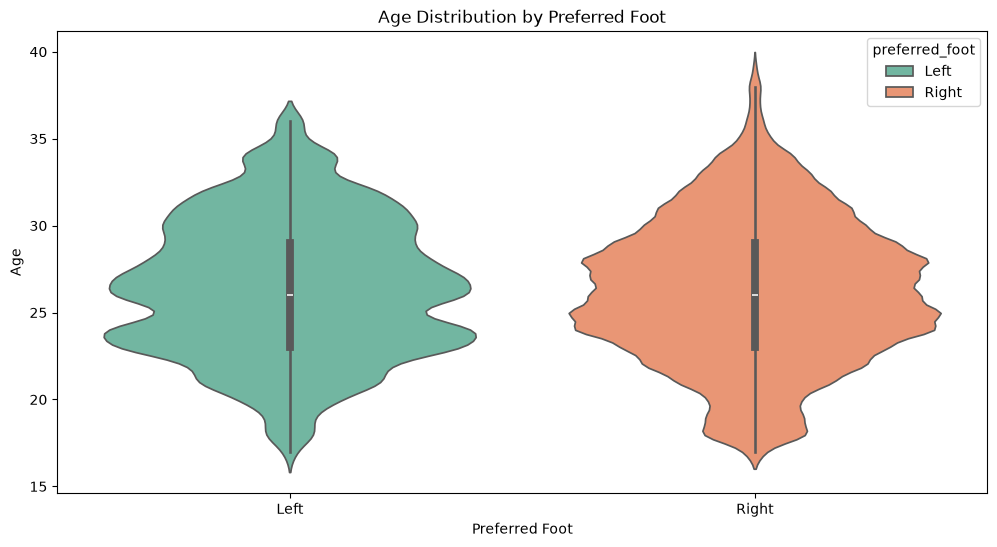 Age Distribution by Preferred Foot
preferred_foot
Left
Right
40
35
30
25
20
15
Age
Left
Right
Preferred Foot